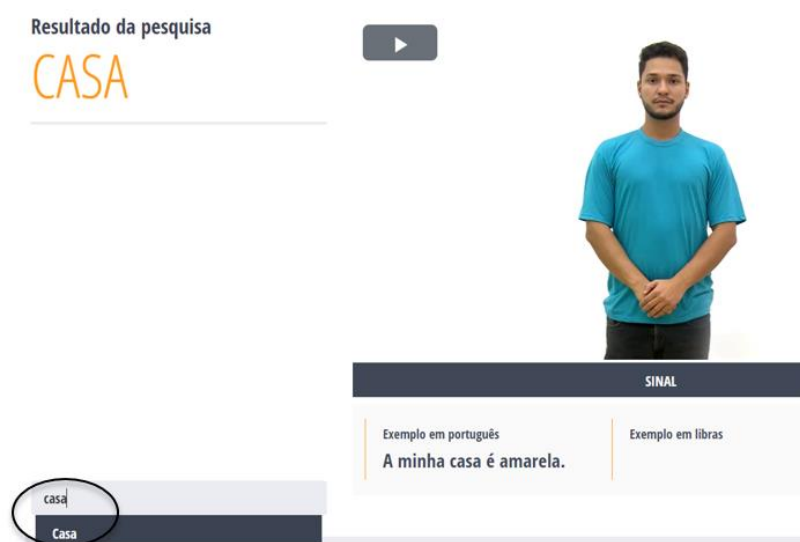 Resultado da pesquisa
CASA
casa
Casa
SINAL
Exemplo em português
A minha casa é amarela.
Exemplo em libras